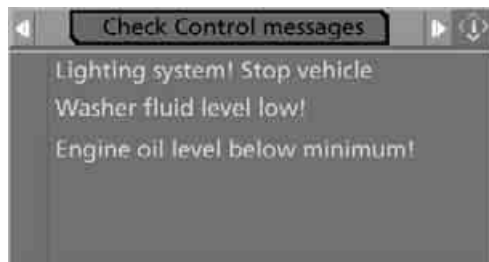 Check Control messages
Lighting system! Stop vehicle
Washer fluid level low!
Engine oil level below minimum!